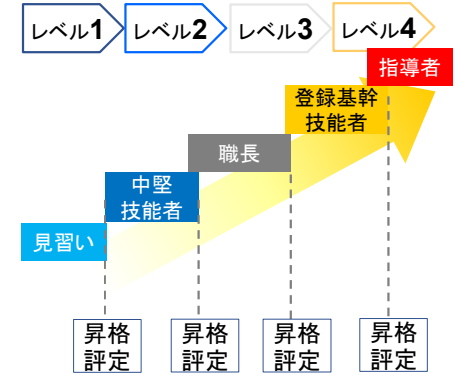 レベル1
レベル2
レベル3
レベル4
指導者
登録基幹
技能者
職長
中堅
技能者
見習い
昇格
評定
昇格
評定
昇格
評定
昇格
評定